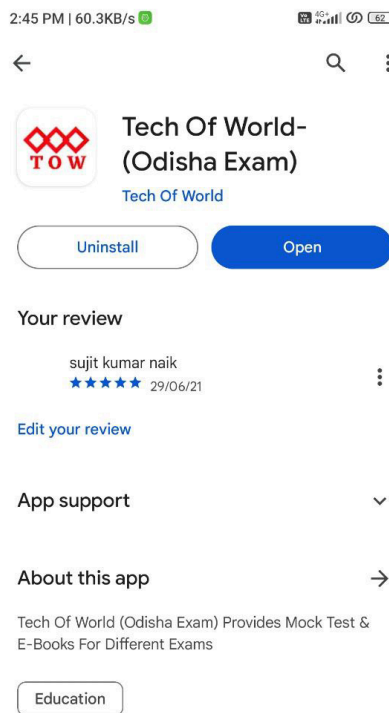 2:45 PM | 60.3KB/s
4G+ 62
Tech Of World-
(Odisha Exam)
TOW
Tech Of World
Uninstall Open
Your review
sujit kumar naik
29/06/21
Edit your review
App support
About this app
Tech Of World (Odisha Exam) Provides Mock Test &
E-Books For Different Exams
Education